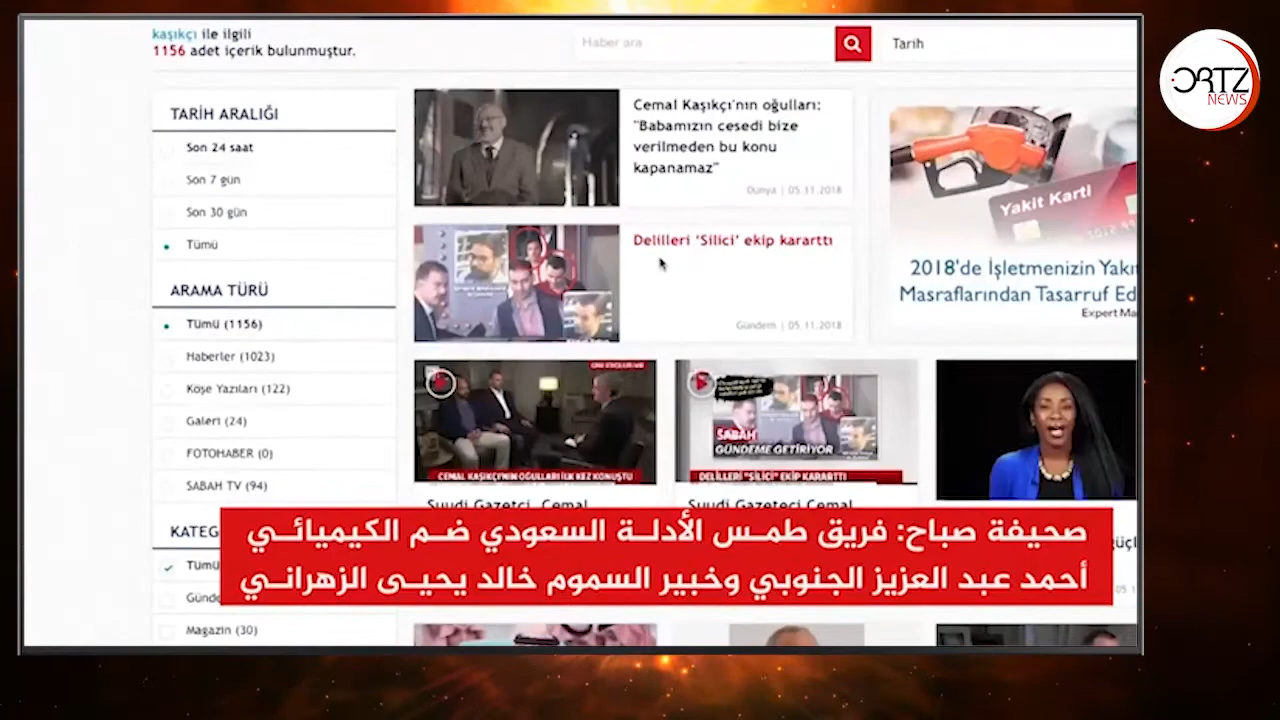 kaşıkçı ile ilgili
1156 adet içerik bulunmuştur.
Haber ara
Tarih
ORTZ
NEWS
TARİH ARALIĞI
Son 24 saat
Son 7 gün
Son 30 gün
Tümü
ARAMA TÜRÜ
Tümü (1156)
Haberler (1023)
Köşe Yazıları (122)
Galeri (24)
FOTOHABER (0)
SABAH TV (94)
KATEG
Tümü
Günde
Magazin (30)
Cemal Kaşıkçı'nın oğulları:
"Babamızın cesedi bize
verilmeden bu konu
kapanamaz"
Dünya | 05.11.2018
Delilleri 'Silici' ekip kararttı
Gündem | 05.11.2018
Yakıt Kartı
2018'de İşletmenizin Yakıt
Masraflarından Tasarruf Ed
Expert Ma
CEMAL KAŞIKÇI'NIN OĞULLARI İLK KEZ KONUŞTU
SABAH
GÜNDEME GETİRİYOR
DELİLLERİ "SİLİCİ" EKİP KARARTTI
Suudi Gazeteci Cemal
Suudi Gazeteci Cemal
صحيفة صباح: فريق طمس الأدلة السعودي ضم الكيميائي
أحمد عبد العزيز الجنوبي وخبير السموم خالد يحيى الزهراني